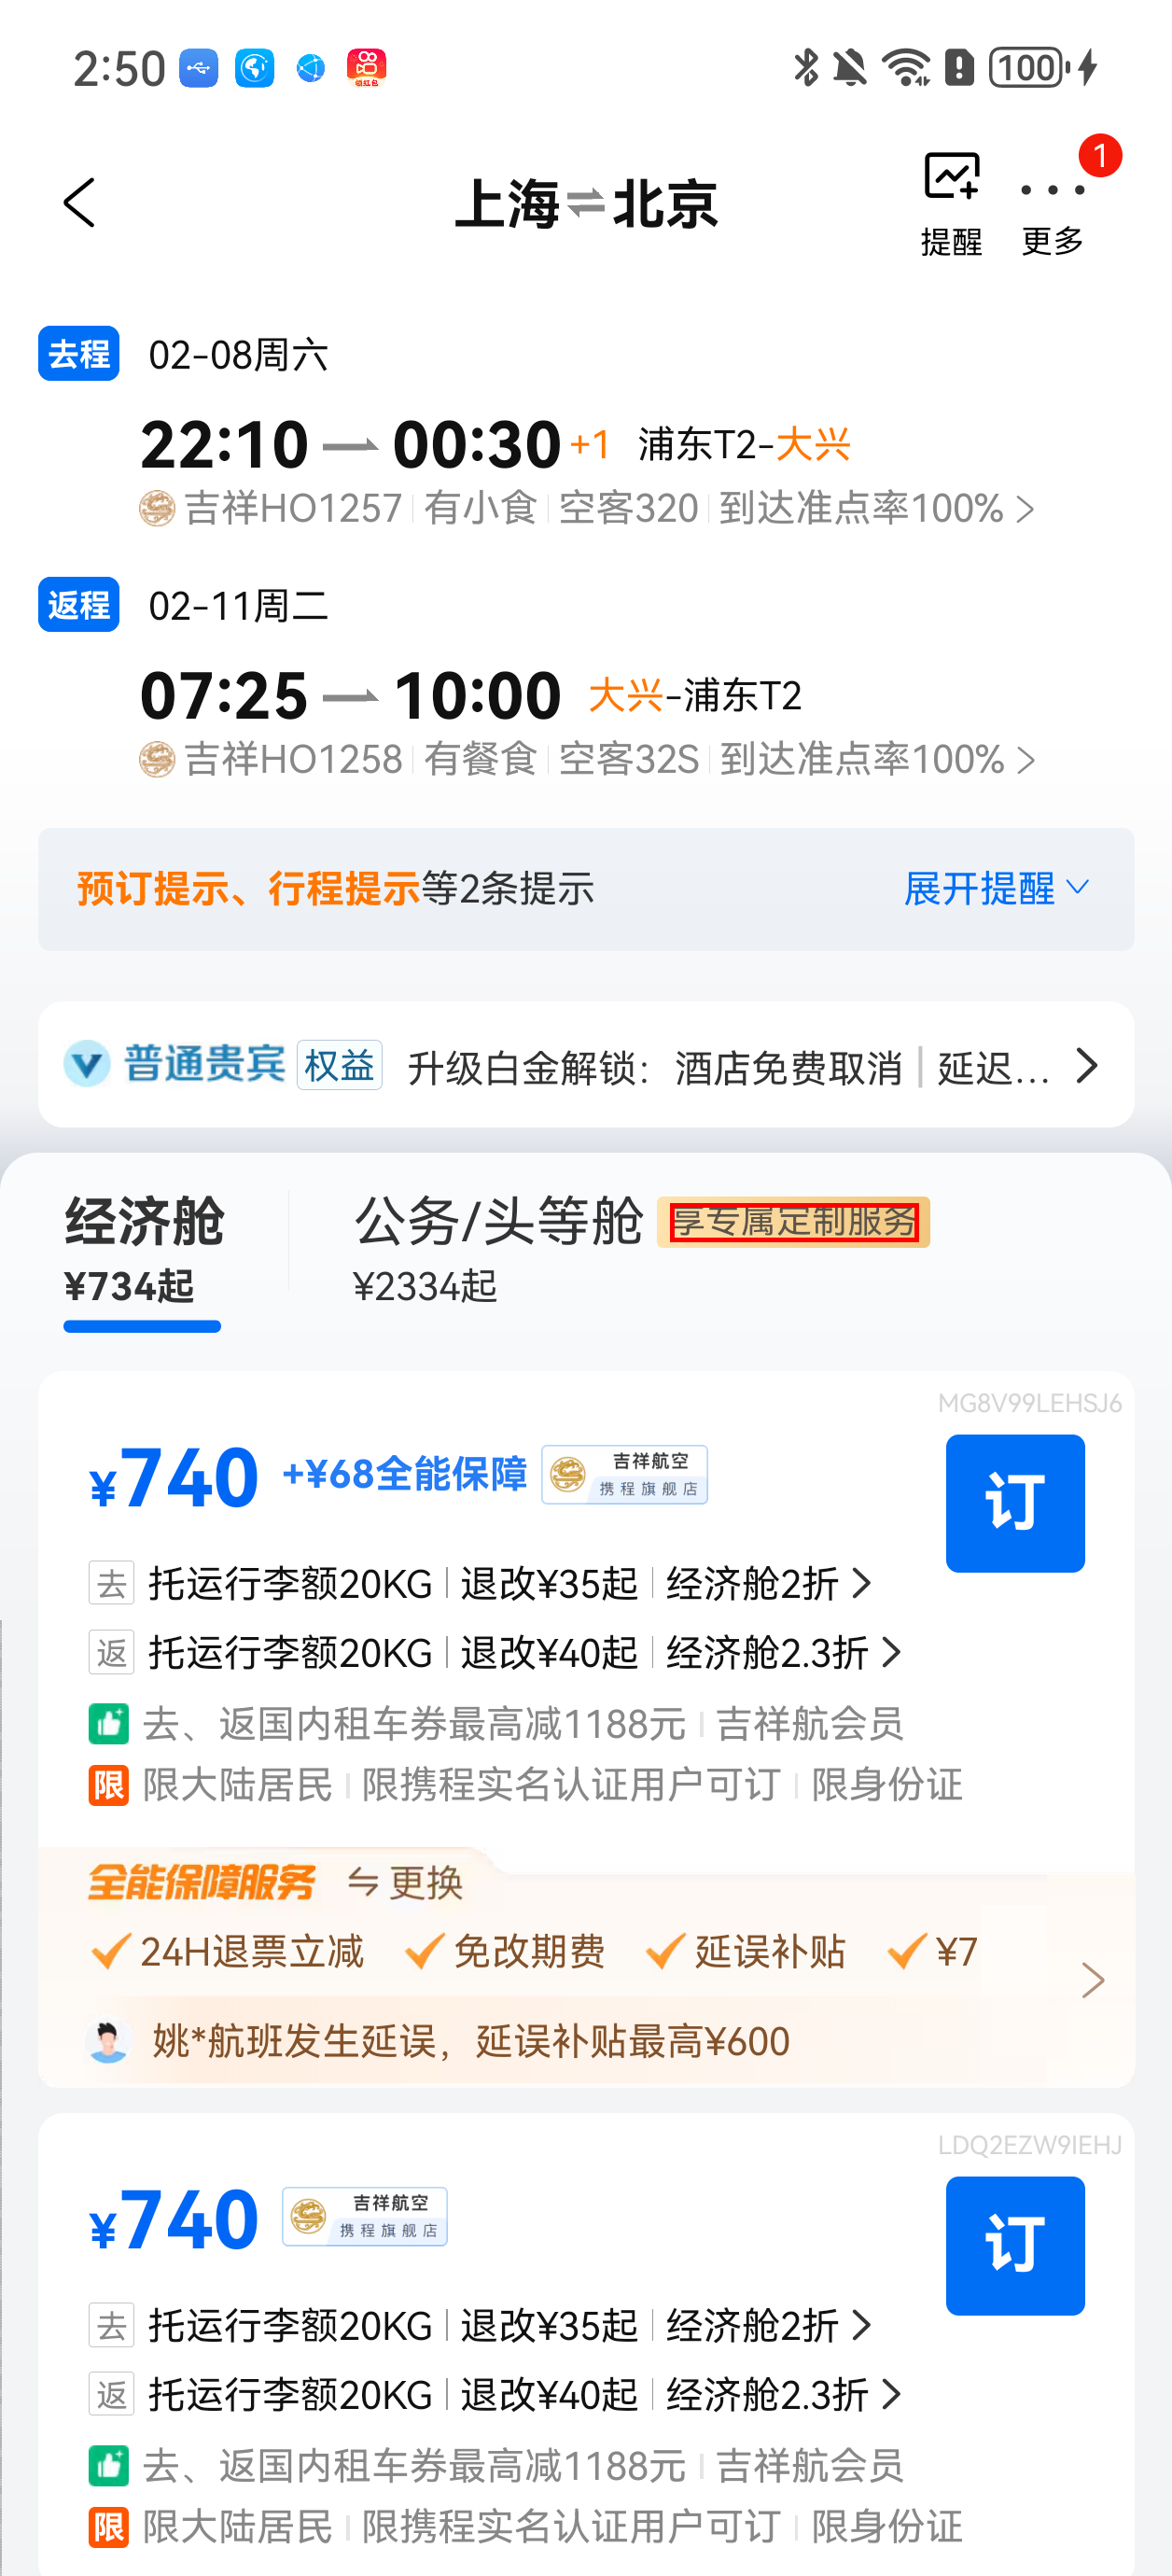 2:50
领红包
100
上海⇌北京
提醒
更多
1
去程 02-08周六
22:10 00:30 +1 浦东T2-大兴
吉祥HO1257 有小食 空客320 到达准点率100%
返程 02-11周二
07:25 10:00 大兴-浦东T2
吉祥HO1258 有餐食 空客32S 到达准点率100%
预订提示、行程提示等2条提示 展开提醒
普通贵宾 权益 升级白金解锁：酒店免费取消 | 延迟...
经济舱 公务/头等舱 享专属定制服务
¥734起 ¥2334起
MG8V99LEHSJ6
¥740 +¥68全能保障 吉祥航空 携程旗舰店
订
去 托运行李额20KG 退改¥35起 经济舱2折
返 托运行李额20KG 退改¥40起 经济舱2.3折
去、返国内租车券最高减1188元 吉祥航会员
限 限大陆居民 限携程实名认证用户可订 限身份证
全能保障服务 更换
24H退票立减 免改期费 延误补贴 ¥7
姚*航班发生延误，延误补贴最高¥600
LDQ2EZW9IEHJ
¥740 吉祥航空 携程旗舰店
订
去 托运行李额20KG 退改¥35起 经济舱2折
返 托运行李额20KG 退改¥40起 经济舱2.3折
去、返国内租车券最高减1188元 吉祥航会员
限 限大陆居民 限携程实名认证用户可订 限身份证